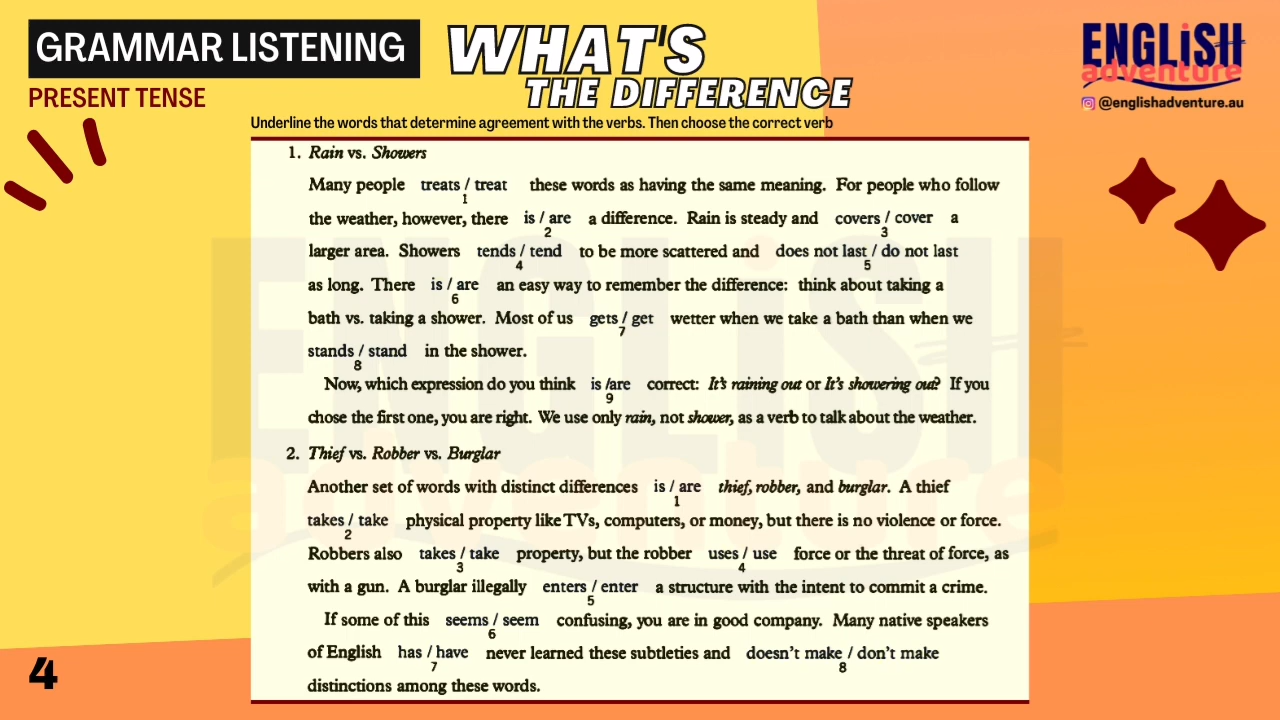 GRAMMAR LISTENING
WHAT'S
THE DIFFERENCE
PRESENT TENSE
ENGLiSH
adventure
@englishadventure.au
Underline the words that determine agreement with the verbs. Then choose the correct verb
1. Rain vs. Showers
Many people treats / treat these words as having the same meaning. For people who follow
1
the weather, however, there is / are a difference. Rain is steady and covers / cover a
2 3
larger area. Showers tends / tend to be more scattered and does not last / do not last
4 5
as long. There is / are an easy way to remember the difference: think about taking a
6
bath vs. taking a shower. Most of us gets / get wetter when we take a bath than when we
7
stands / stand in the shower.
8
Now, which expression do you think is /are correct: It's raining out or It's showering out? If you
9
chose the first one, you are right. We use only rain, not shower, as a verb to talk about the weather.
2. Thief vs. Robber vs. Burglar
Another set of words with distinct differences is / are thief, robber, and burglar. A thief
1
takes / take physical property like TVs, computers, or money, but there is no violence or force.
2
Robbers also takes / take property, but the robber uses / use force or the threat of force, as
3 4
with a gun. A burglar illegally enters / enter a structure with the intent to commit a crime.
5
If some of this seems / seem confusing, you are in good company. Many native speakers
6
of English has / have never learned these subtleties and doesn't make / don't make
7 8
distinctions among these words.
4
ENGLiSH
adventure